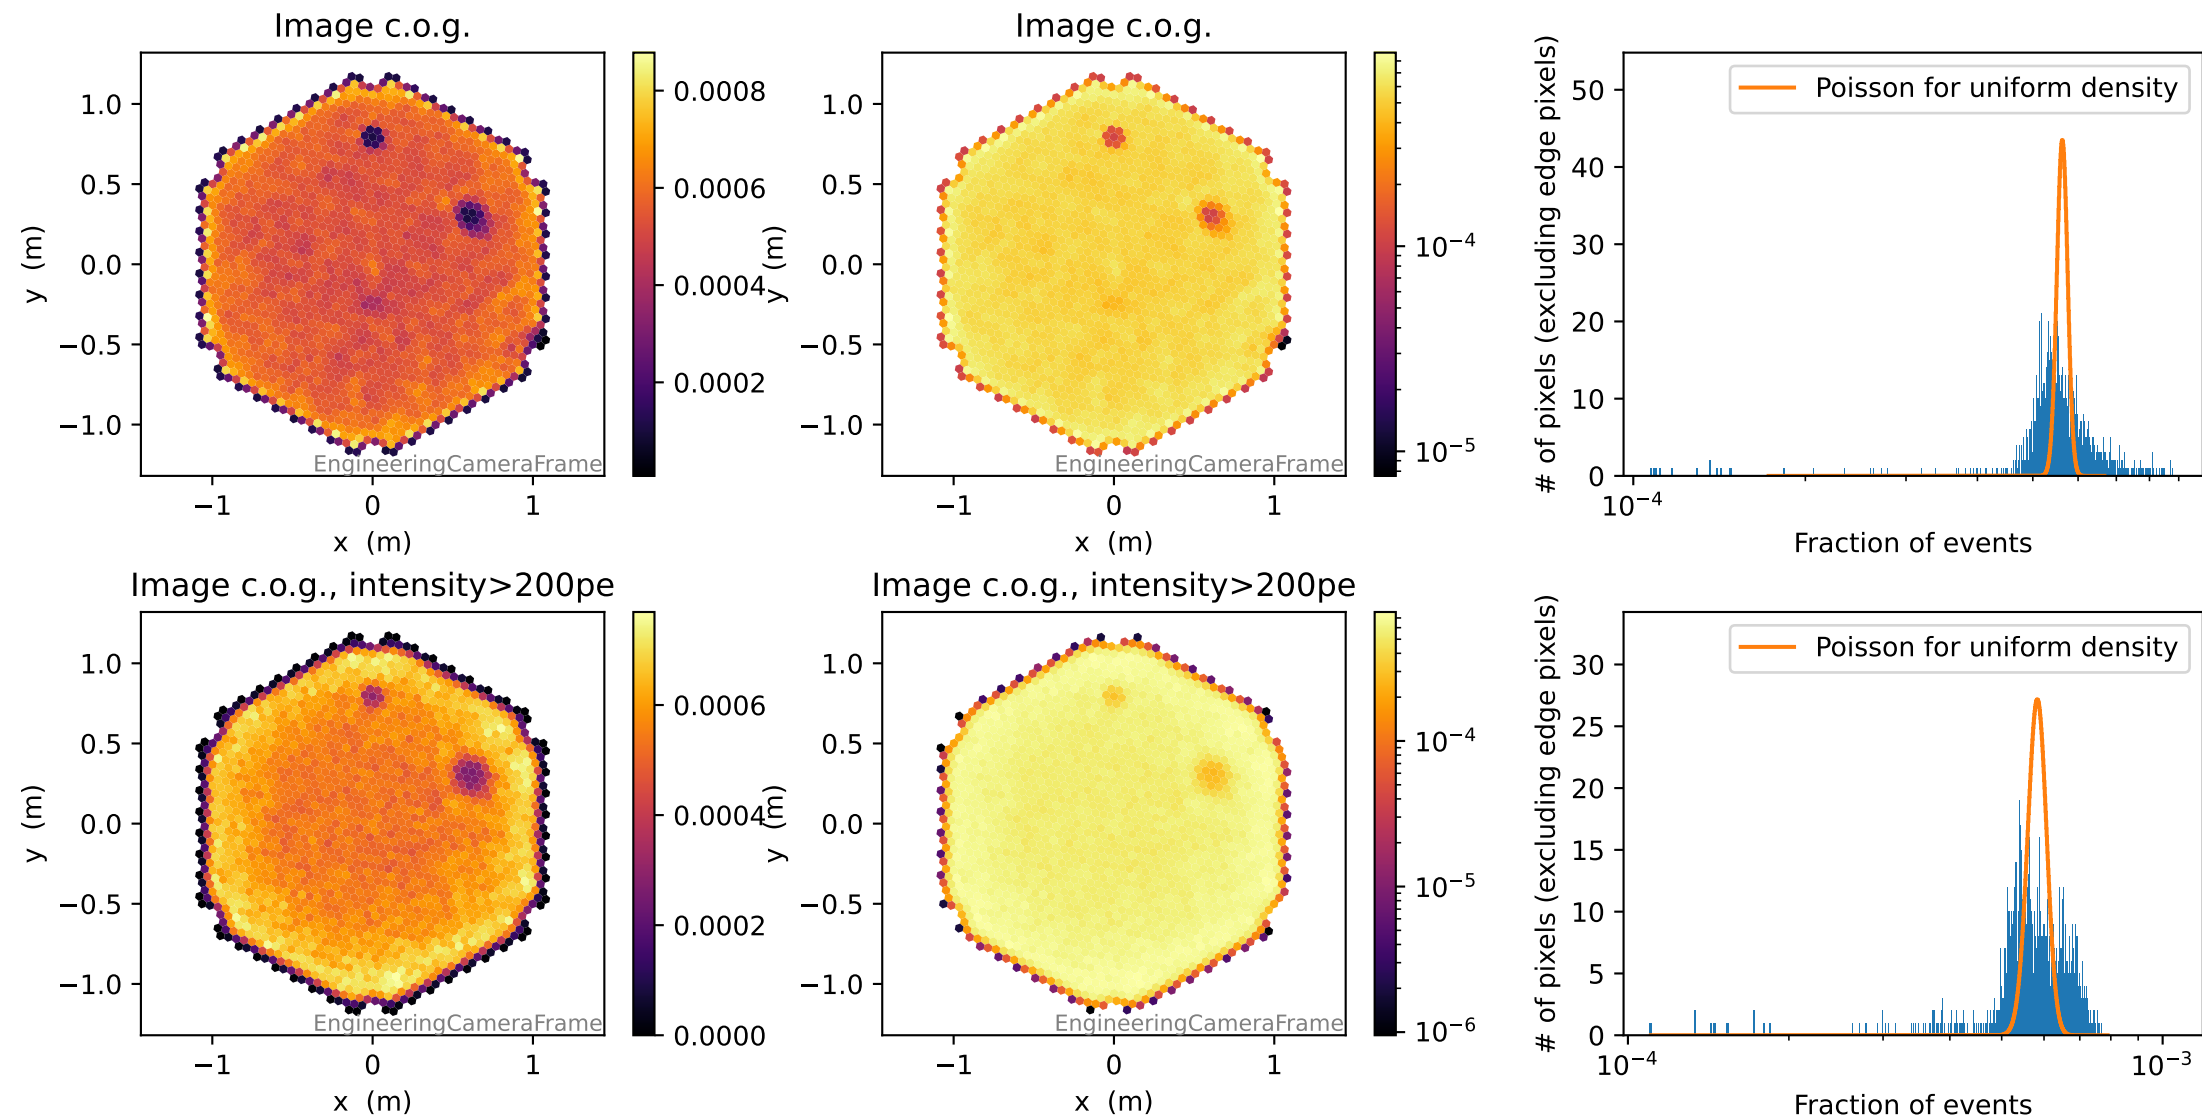 Image c.o.g.
1.0
0.5
0.0
−0.5
−1.0
y (m)
−1
0
1
x (m)
EngineeringCameraFrame
0.0008
0.0006
0.0004
0.0002
Image c.o.g.
1.0
0.5
0.0
−0.5
−1.0
y (m)
−1
0
1
x (m)
EngineeringCameraFrame
10−4
10−5
Poisson for uniform density
50
40
30
20
10
0
# of pixels (excluding edge pixels)
10−4
Fraction of events
Image c.o.g., intensity>200pe
1.0
0.5
0.0
−0.5
−1.0
y (m)
−1
0
1
x (m)
EngineeringCameraFrame
0.0006
0.0004
0.0002
0.0000
Image c.o.g., intensity>200pe
1.0
0.5
0.0
−0.5
−1.0
y (m)
−1
0
1
x (m)
EngineeringCameraFrame
10−4
10−5
10−6
Poisson for uniform density
30
25
20
15
10
5
0
# of pixels (excluding edge pixels)
10−4
10−3
Fraction of events